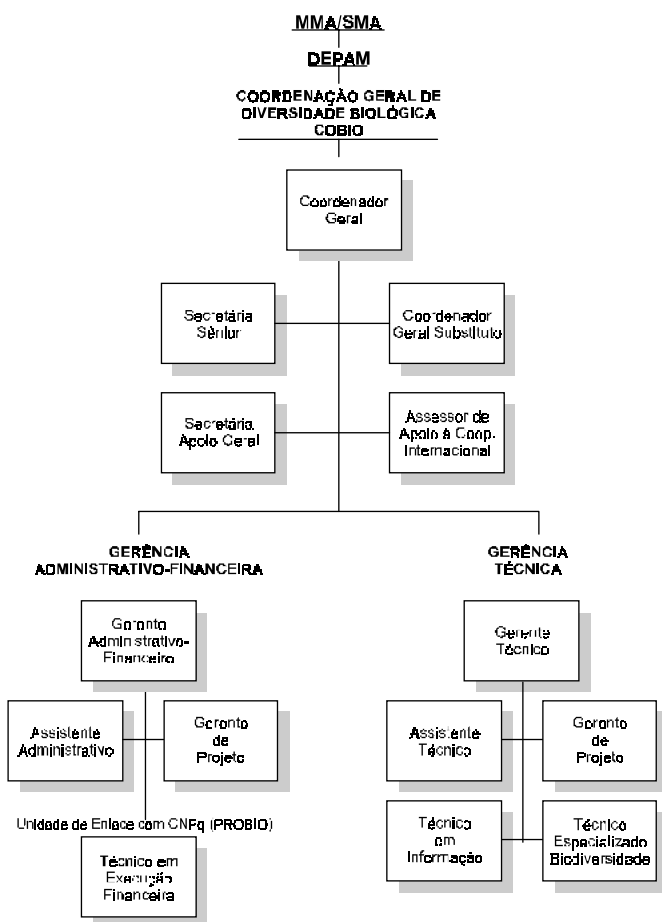 MMA/SMA
DEPAM
COORDENAÇÃO GERAL DE
DIVERSIDADE BIOLÓGICA
COBIO
Coordenador
Geral
Secretária
Sênior
Coordenador
Geral Substituto
Secretária
Apoio Geral
Assessor de
Apoio à Coop.
Internacional
GERÊNCIA
ADMINISTRATIVO-FINANCEIRA
Gerente
Administrativo-
Financeiro
Assistente
Administrativo
Gerente
de
Projeto
Unidade de Enlace com CNPq (PROBIO)
Técnico em
Execução
Financeira
GERÊNCIA
TÉCNICA
Gerente
Técnico
Assistente
Técnico
Gerente
de
Projeto
Técnico
em
Informação
Técnico
Especializado
Biodiversidade